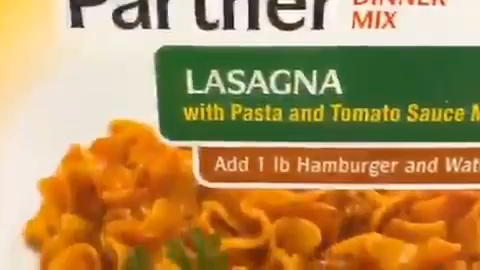 Partner DINNER
MIX
LASAGNA
with Pasta and Tomato Sauce
Add 1 lb Hamburger and